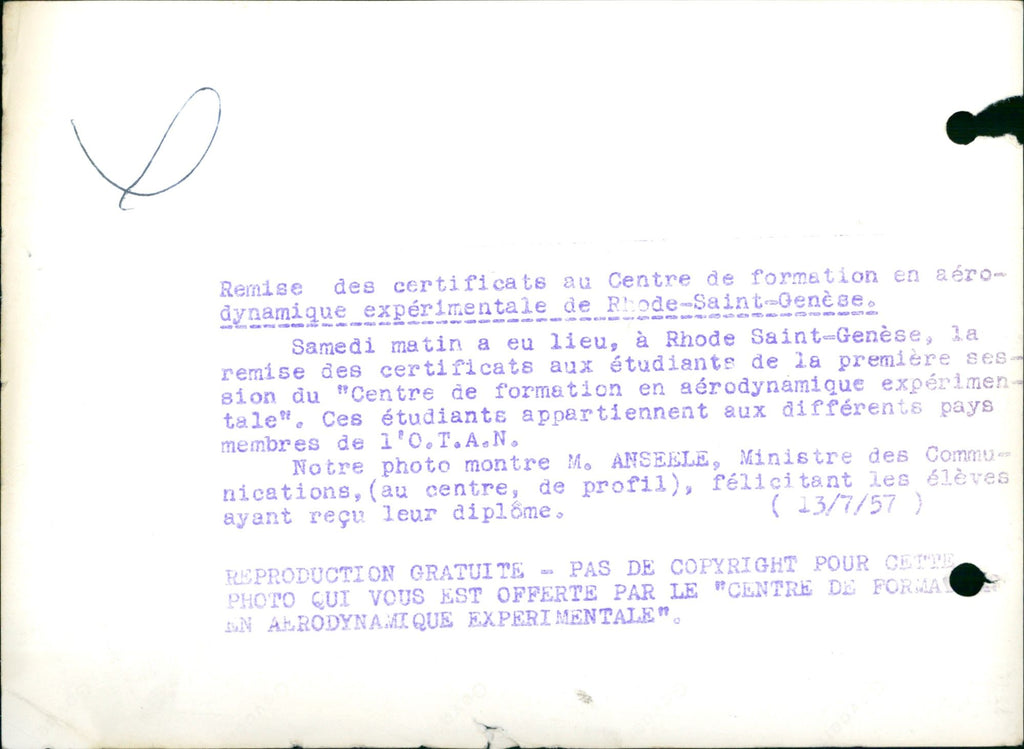 Remise des certificats au Centre de formation en aéro-
dynamique expérimentale de Rhode-Saint-Genèse.
Samedi matin a eu lieu, à Rhode Saint-Genèse, la
remise des certificats aux étudiants de la première ses-
sion du "Centre de formation en aérodynamique expérimen-
tale". Ces étudiants appartiennent aux différents pays
membres de l'O.T.A.N.
Notre photo montre M. ANSEELE, Ministre des Commu-
nications,(au centre, de profil), félicitant les élèves
ayant reçu leur diplôme. ( 13/7/57 )
REPRODUCTION GRATUITE - PAS DE COPYRIGHT POUR CETTE
PHOTO QUI VOUS EST OFFERTE PAR LE "CENTRE DE FORMATION
EN AERODYNAMIQUE EXPERIMENTALE".